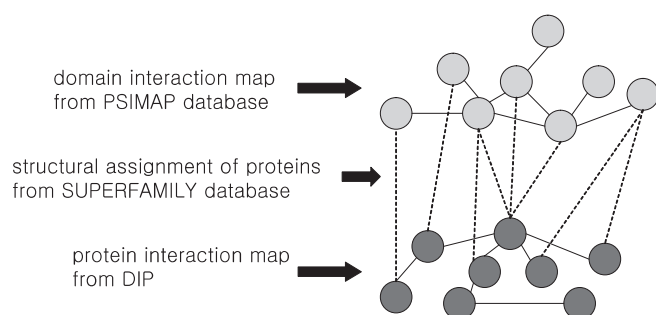 domain interaction map
from PSIMAP database
structural assignment of proteins
from SUPERFAMILY database
protein interaction map
from DIP